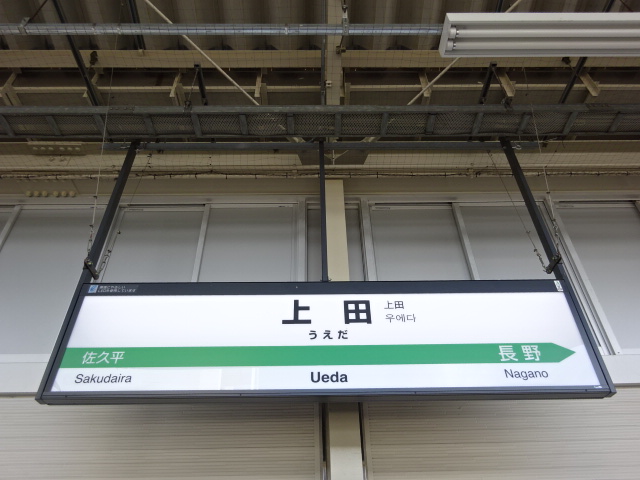 上田
上田
우에다
うえだ
佐久平
長野
Sakudaira
Ueda
Nagano